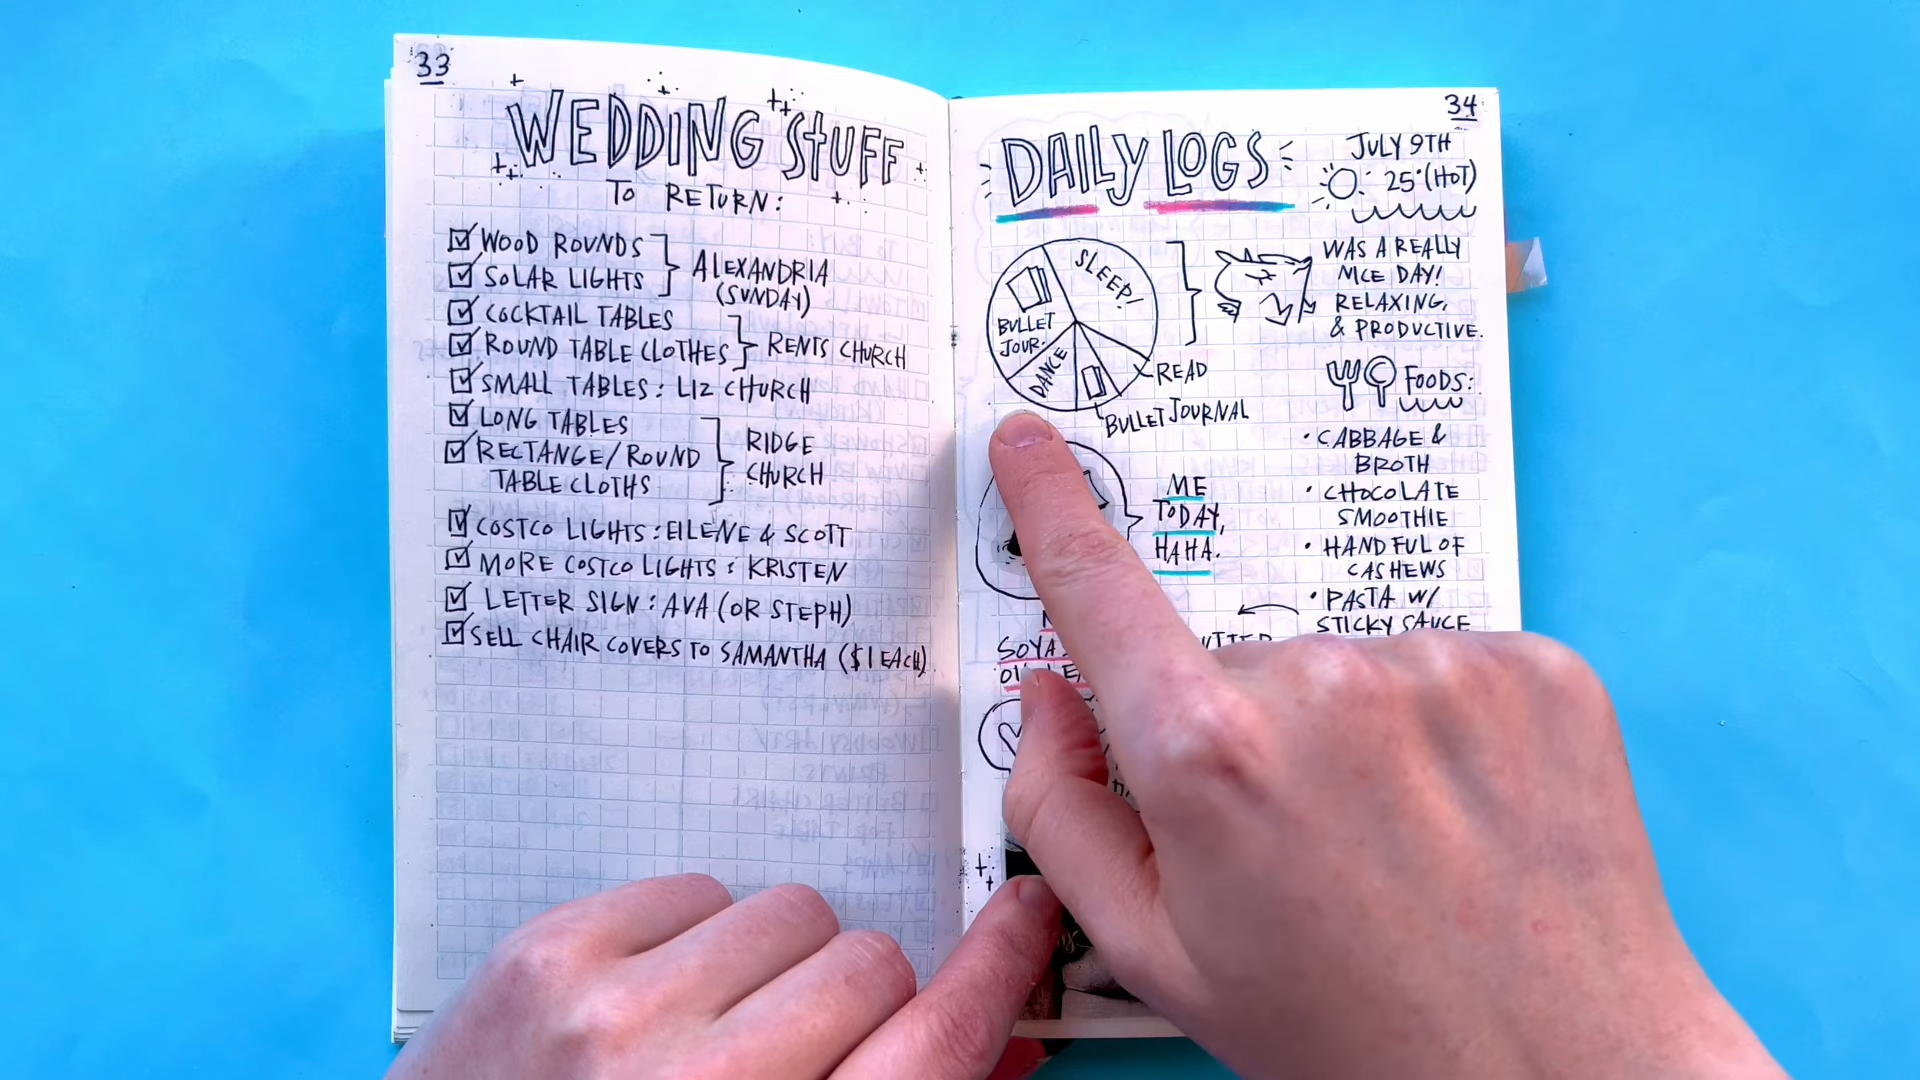 33
WEDDING STUFF
TO RETURN:
WOOD ROUNDS
SOLAR LIGHTS
ALEXANDRIA
(SUNDAY)
COCKTAIL TABLES
ROUND TABLE CLOTHES
RENTS CHURCH
SMALL TABLES: LIZ CHURCH
LONG TABLES
RECTANGE/ROUND
TABLE CLOTHS
RIDGE
CHURCH
COSTCO LIGHTS: EILENE & SCOTT
MORE COSTCO LIGHTS: KRISTEN
LETTER SIGN: AVA (OR STEPH)
SELL CHAIR COVERS TO SAMANTHA ($1 EACH)
34
DAILY LOGS
JULY 9TH
25° (HOT)
SLEEP!
BULLET
JOUR.
DANCE
READ
BULLET JOURNAL
WAS A REALLY
NICE DAY!
RELAXING,
& PRODUCTIVE.
FOODS:
• CABBAGE &
BROTH
• CHOCOLATE
SMOOTHIE
• HANDFUL OF
CASHEWS
• PASTA W/
STICKY SAUCE
ME
TODAY,
HAHA.